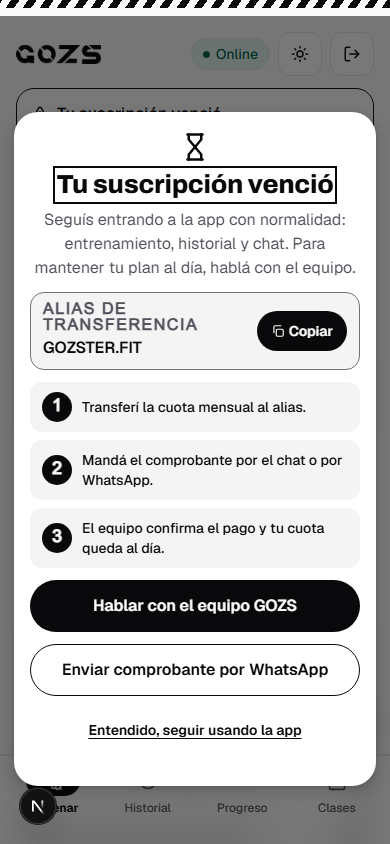 GOZS
Online
Tu suscripción venció
Tu suscripción venció
Seguís entrando a la app con normalidad:
entrenamiento, historial y chat. Para
mantener tu plan al día, hablá con el equipo.
ALIAS DE
TRANSFERENCIA
GOZSTER.FIT
Copiar
1
Transferí la cuota mensual al alias.
2
Mandá el comprobante por el chat o por
WhatsApp.
3
El equipo confirma el pago y tu cuota
queda al día.
Hablar con el equipo GOZS
Enviar comprobante por WhatsApp
Entendido, seguir usando la app
N
enar
Historial
Progreso
Clases